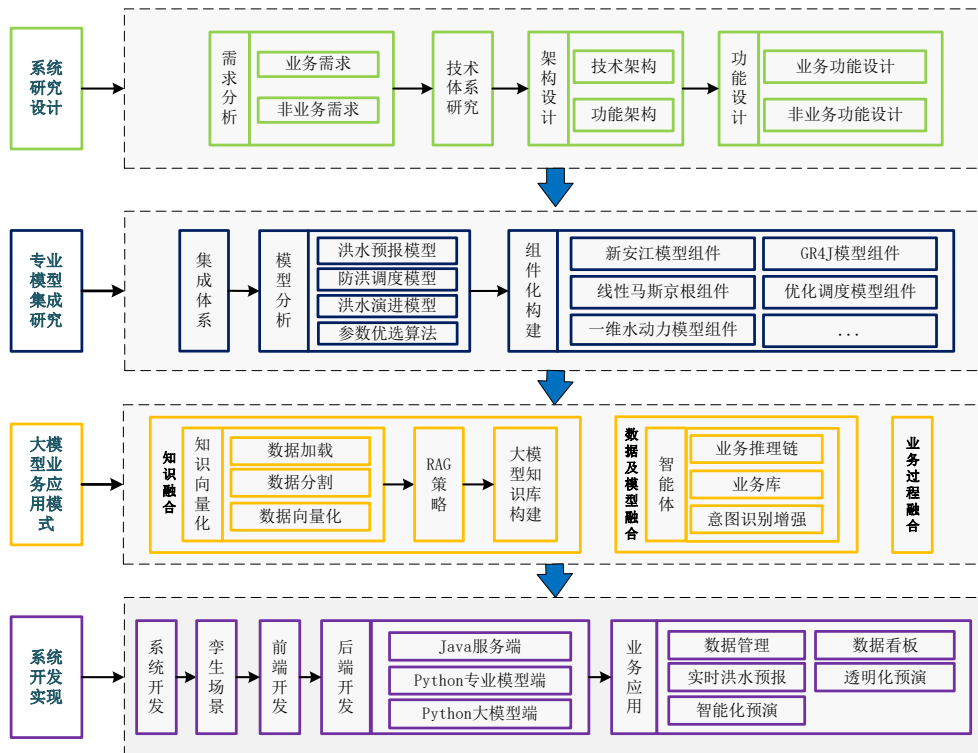 系统
研究
设计
需求分析
业务需求
非业务需求
技术
体系
研究
架构设计
技术架构
功能架构
功能设计
业务功能设计
非业务功能设计
专业
模型
集成
研究
集成体系
模型分析
洪水预报模型
防洪调度模型
洪水演进模型
参数优选算法
组件化构建
新安江模型组件
GR4J模型组件
线性马斯京根组件
优化调度模型组件
一维水动力模型组件
...
大模
型业
务应
用模
式
知识融合
知识向量化
数据加载
数据分割
数据向量化
RAG
策略
大模
型知
识库
构建
数据及模型融合
智能体
业务推理链
业务库
意图识别增强
业务过程融合
系统
开发
实现
系统开发
孪生场景
前端开发
后端开发
Java服务端
Python专业模型端
Python大模型端
业务应用
数据管理
数据看板
实时洪水预报
透明化预演
智能化预演